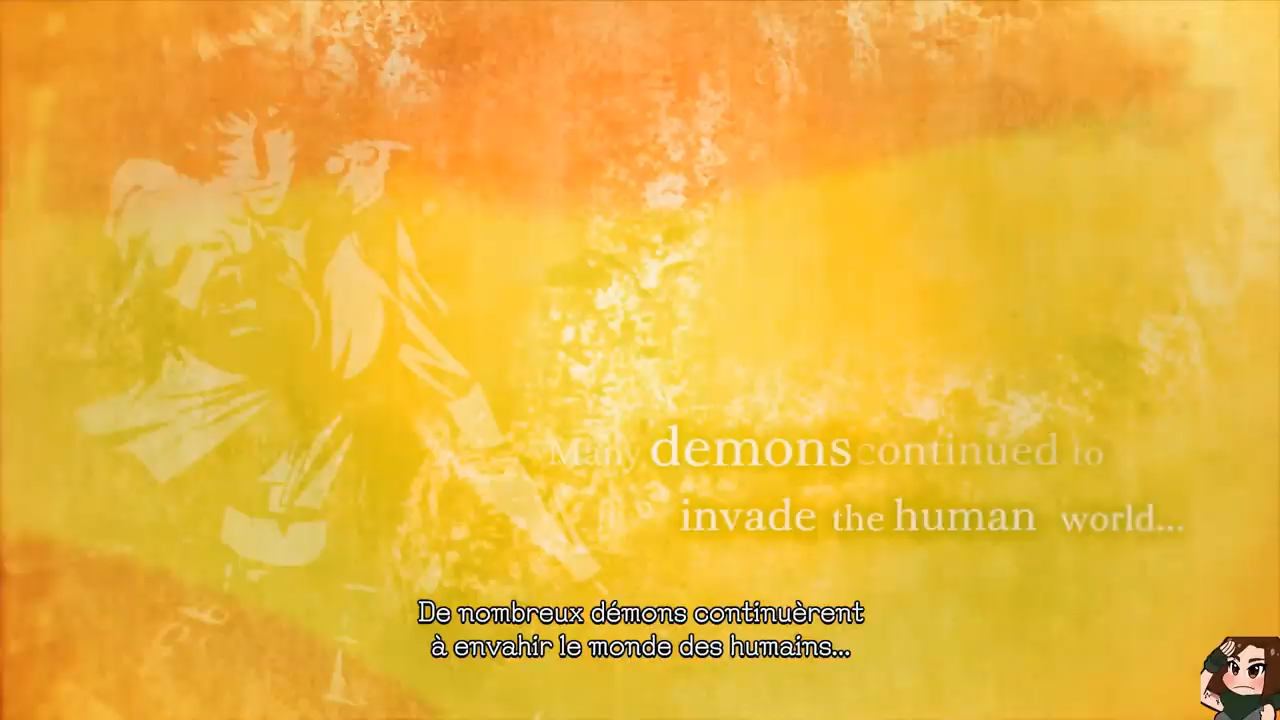 Many demons continued to
invade the human world...
De nombreux démons continuèrent
à envahir le monde des humains...